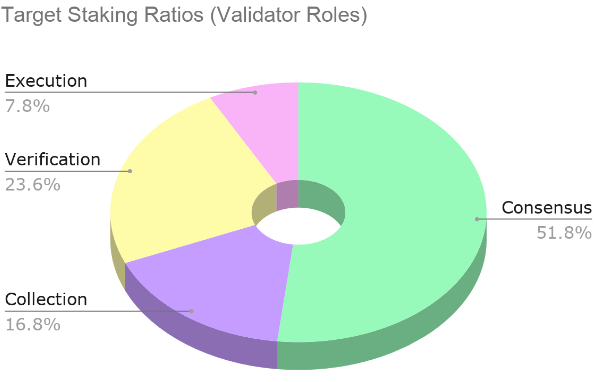 Target Staking Ratios (Validator Roles)
Execution
7.8%
Verification
23.6%
Consensus
51.8%
Collection
16.8%